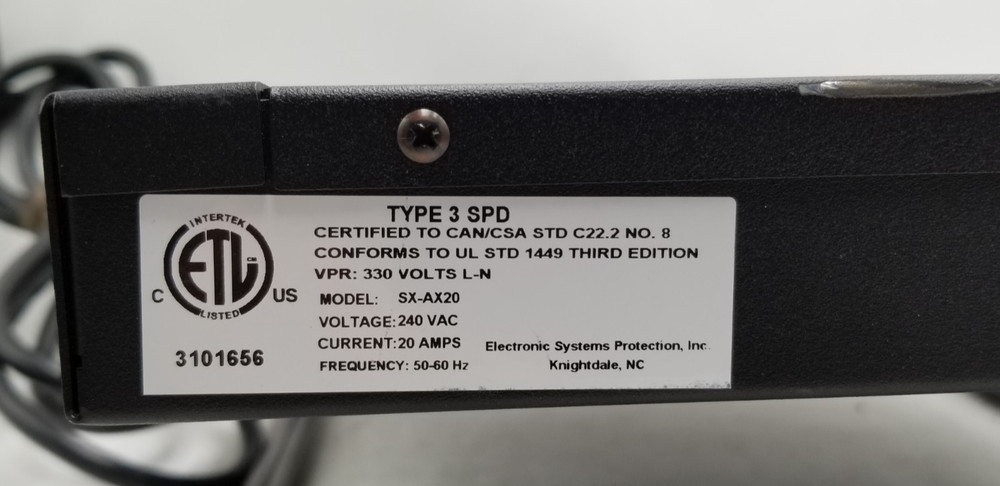 INTERTEK
ETL
CM
LISTED
C
US
3101656
TYPE 3 SPD
CERTIFIED TO CAN/CSA STD C22.2 NO. 8
CONFORMS TO UL STD 1449 THIRD EDITION
VPR: 330 VOLTS L-N
MODEL: SX-AX20
VOLTAGE: 240 VAC
CURRENT: 20 AMPS
FREQUENCY: 50-60 Hz
Electronic Systems Protection, Inc.
Knightdale, NC